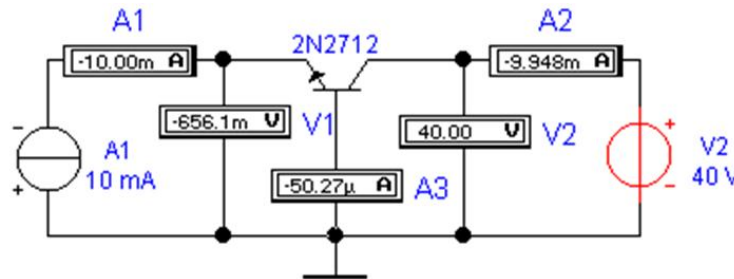 A1
A2
-10.00m A
2N2712
-9.948m A
-656.1m V
V1
40.00 V
V2
-
+
A1
10 mA
-50.27µ A
A3
+
-
V2
40 V